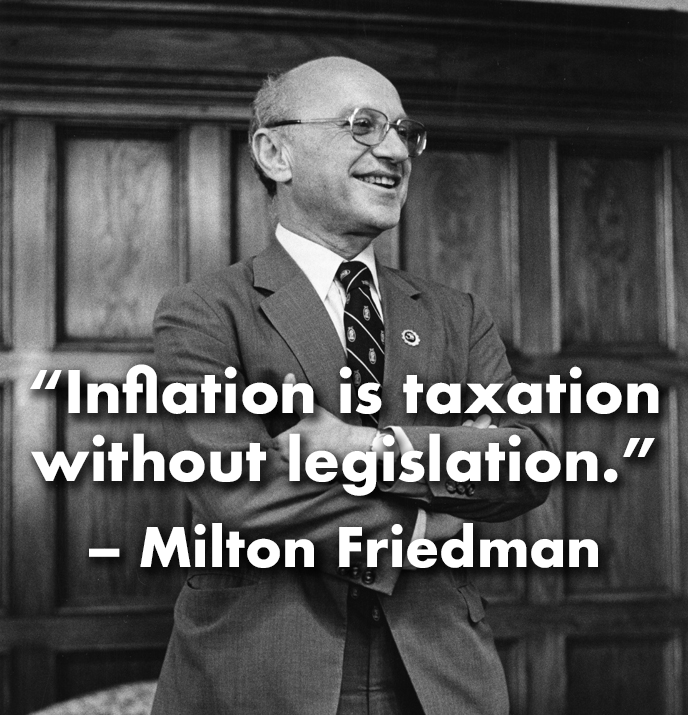 “Inflation is taxation
without legislation.”
– Milton Friedman